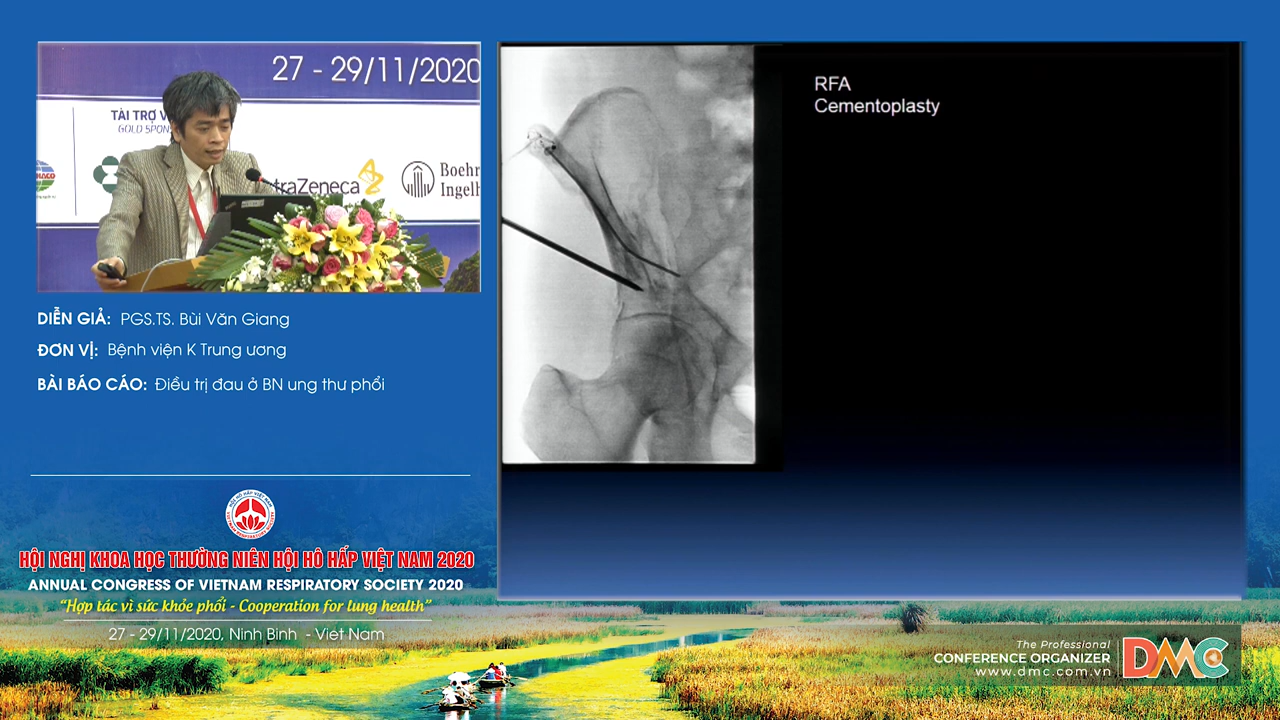 27 - 29/11/2020
TÀI TRỢ V
GOLD SPON
traZeneca
Boehr
Ingelh
DIỄN GIẢ: PGS.TS. Bùi Văn Giang
ĐƠN VỊ: Bệnh viện K Trung ương
BÀI BÁO CÁO: Điều trị đau ở BN ung thư phổi
HỘI NGHỊ KHOA HỌC THƯỜNG NIÊN HỘI HÔ HẤP VIỆT NAM 2020
ANNUAL CONGRESS OF VIETNAM RESPIRATORY SOCIETY 2020
“Hợp tác vì sức khỏe phổi - Cooperation for lung health”
27 - 29/11/2020, Ninh Binh - Viet Nam
RFA
Cementoplasty
The Professional
CONFERENCE ORGANIZER
www.dmc.com.vn
DMC